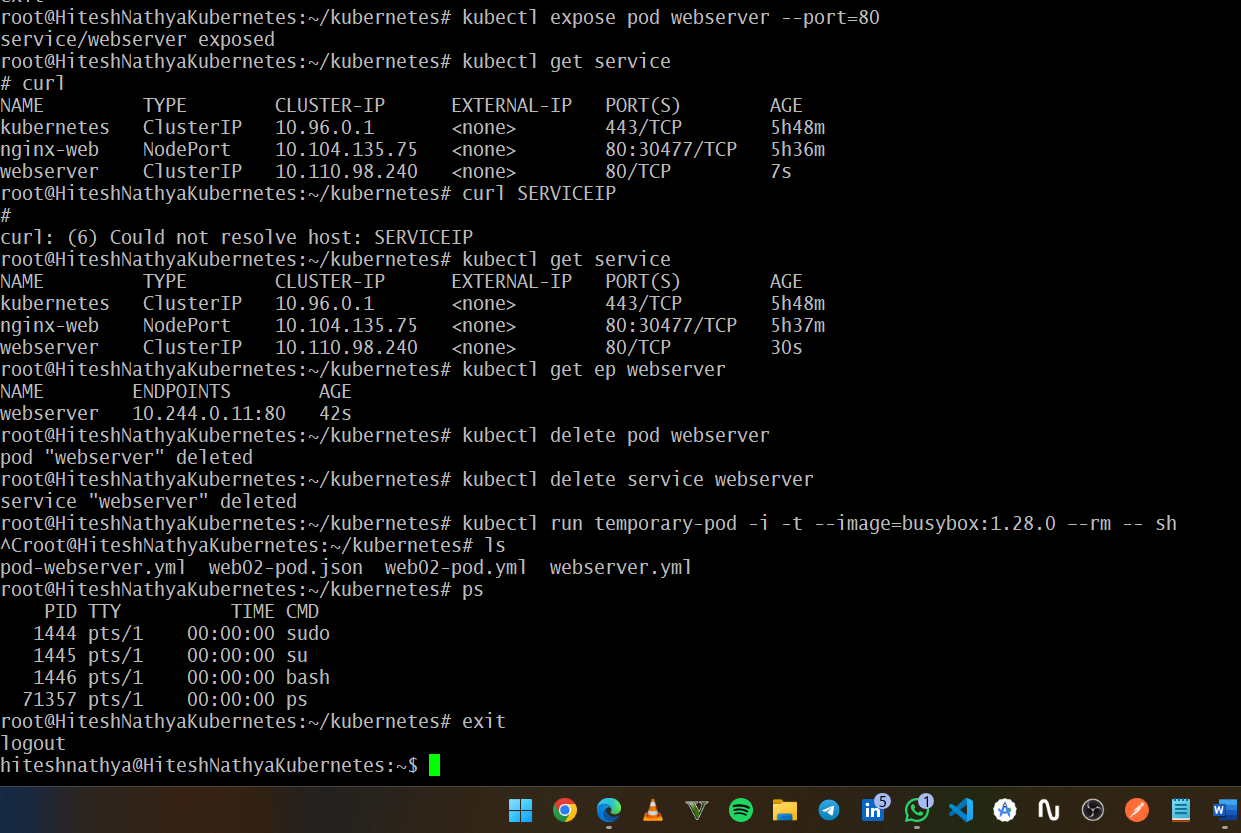 root@HiteshNathyaKubernetes:~/kubernetes# kubectl expose pod webserver --port=80
service/webserver exposed
root@HiteshNathyaKubernetes:~/kubernetes# kubectl get service
# curl
NAME         TYPE        CLUSTER-IP      EXTERNAL-IP   PORT(S)        AGE
kubernetes   ClusterIP   10.96.0.1       <none>        443/TCP        5h48m
nginx-web    NodePort    10.104.135.75   <none>        80:30477/TCP   5h36m
webserver    ClusterIP   10.110.98.240   <none>        80/TCP         7s
root@HiteshNathyaKubernetes:~/kubernetes# curl SERVICEIP
#
curl: (6) Could not resolve host: SERVICEIP
root@HiteshNathyaKubernetes:~/kubernetes# kubectl get service
NAME         TYPE        CLUSTER-IP      EXTERNAL-IP   PORT(S)        AGE
kubernetes   ClusterIP   10.96.0.1       <none>        443/TCP        5h48m
nginx-web    NodePort    10.104.135.75   <none>        80:30477/TCP   5h37m
webserver    ClusterIP   10.110.98.240   <none>        80/TCP         30s
root@HiteshNathyaKubernetes:~/kubernetes# kubectl get ep webserver
NAME        ENDPOINTS        AGE
webserver   10.244.0.11:80   42s
root@HiteshNathyaKubernetes:~/kubernetes# kubectl delete pod webserver
pod "webserver" deleted
root@HiteshNathyaKubernetes:~/kubernetes# kubectl delete service webserver
service "webserver" deleted
root@HiteshNathyaKubernetes:~/kubernetes# kubectl run temporary-pod -i -t --image=busybox:1.28.0 --rm -- sh
^Croot@HiteshNathyaKubernetes:~/kubernetes# ls
pod-webserver.yml  web02-pod.json  web02-pod.yml  webserver.yml
root@HiteshNathyaKubernetes:~/kubernetes# ps
    PID TTY          TIME CMD
   1444 pts/1    00:00:00 sudo
   1445 pts/1    00:00:00 su
   1446 pts/1    00:00:00 bash
  71357 pts/1    00:00:00 ps
root@HiteshNathyaKubernetes:~/kubernetes# exit
logout
hiteshnathya@HiteshNathyaKubernetes:~$
5 1